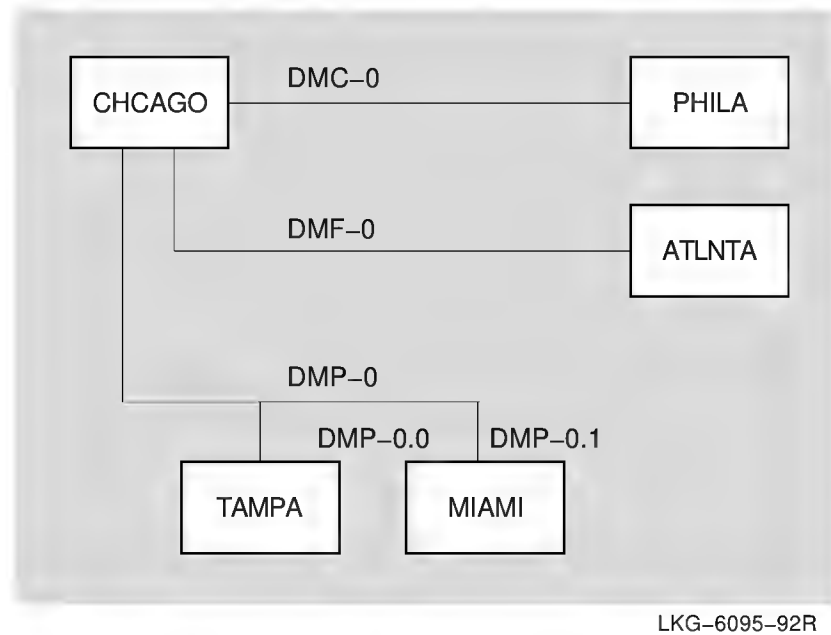 CHCAGO
DMC–0
PHILA
DMF–0
ATLNTA
DMP–0
DMP–0.0
DMP–0.1
TAMPA
MIAMI
LKG–6095–92R